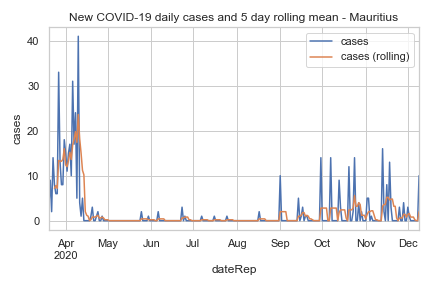 New COVID-19 daily cases and 5 day rolling mean - Mauritius
cases
cases (rolling)
40
30
20
10
0
cases
Apr May Jun Jul Aug Sep Oct Nov Dec
2020
dateRep